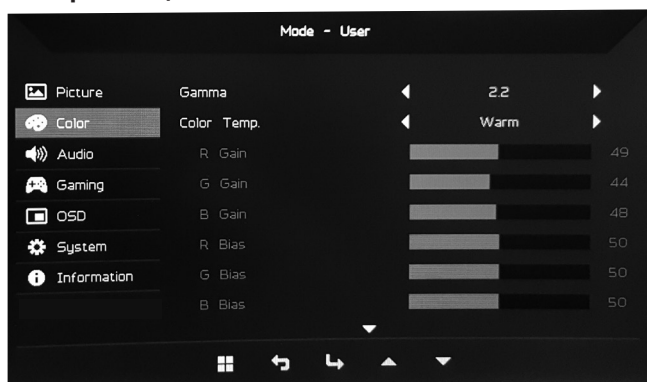 Mode - User
Picture
Gamma
2.2
Color
Color Temp.
Warm
Audio
R Gain
49
Gaming
G Gain
44
OSD
B Gain
48
System
R Bias
50
Information
G Bias
50
B Bias
50